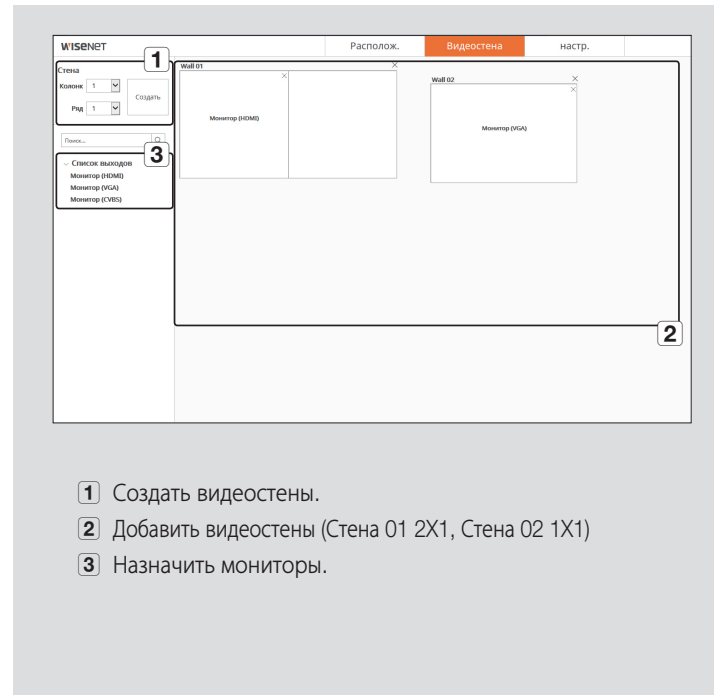 WISENET
Располож.
Видеостена
настр.
1
Стена
Колонк 1
Создать
Ряд 1
Поиск...
3
Список выходов
Монитор (HDMI)
Монитор (VGA)
Монитор (CVBS)
Wall 01
Монитор (HDMI)
Wall 02
Монитор (VGA)
2
1 Создать видеостены.
2 Добавить видеостены (Стена 01 2X1, Стена 02 1X1)
3 Назначить мониторы.